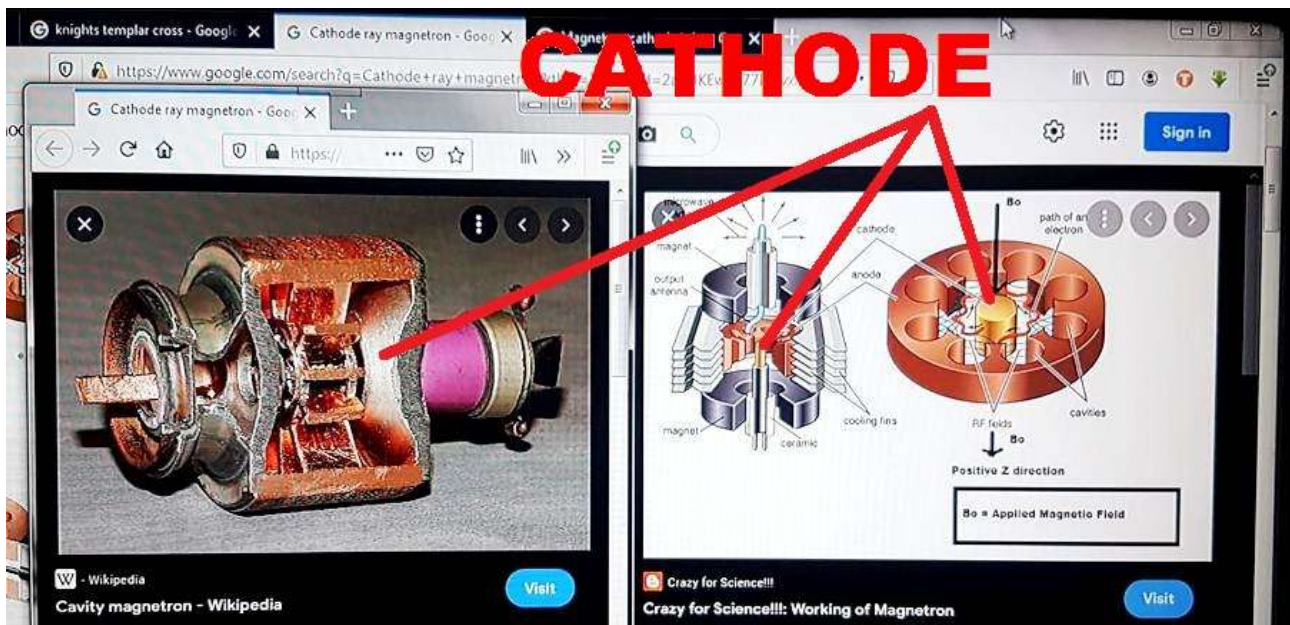 knights templar cross - Google
Cathode ray magnetron - Goog
CATHODE
https://www.google.com/search?q=Cathode+ray+magnetr
Cathode ray magnetron - Goo
https://
Sign in
microwave
magnet
output
antenna
cathode
anode
magnet
cooling fins
ceramic
Bo
path of an
electron
cavities
RF fields
Bo
Positive Z direction
Bo = Applied Magnetic Field
W - Wikipedia
Cavity magnetron - Wikipedia
Visit
Crazy for Science!!!
Crazy for Science!!!: Working of Magnetron
Visit